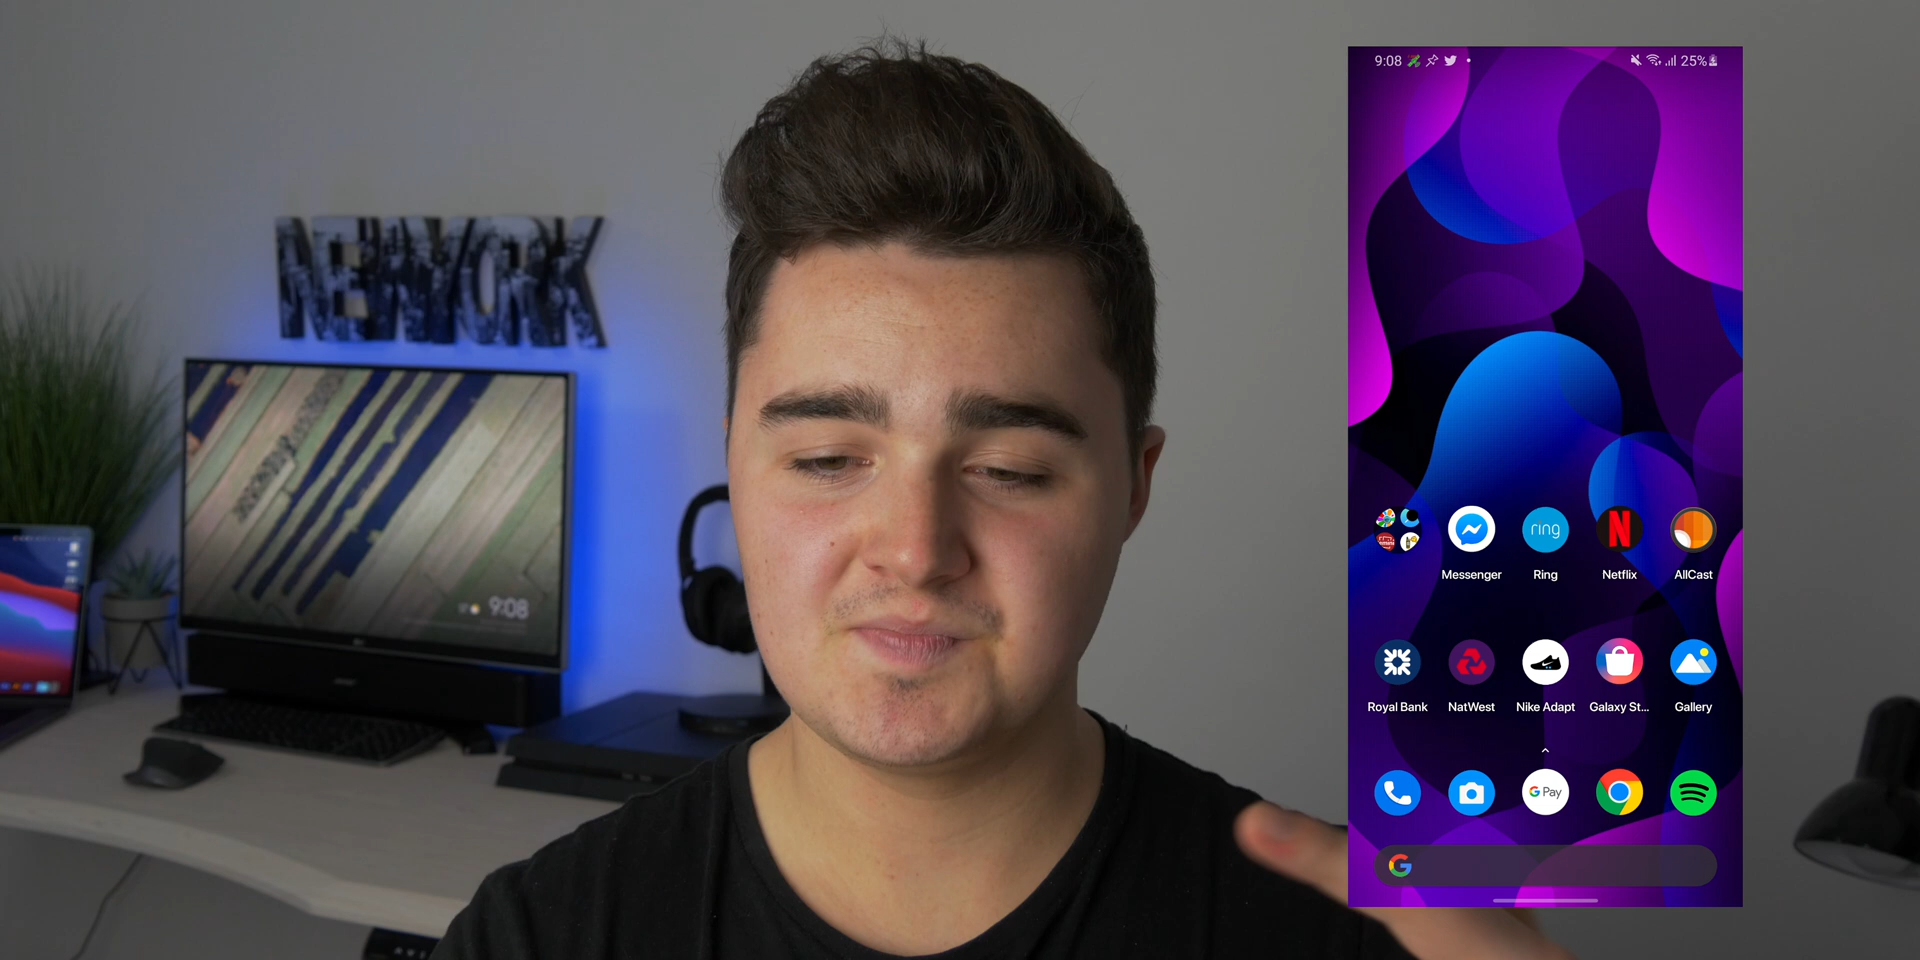 NEWYORK
9:08
9:08
25%
ring
N
Messenger
Ring
Netflix
AllCast
Royal Bank
NatWest
Nike Adapt
Galaxy St...
Gallery
G Pay
G